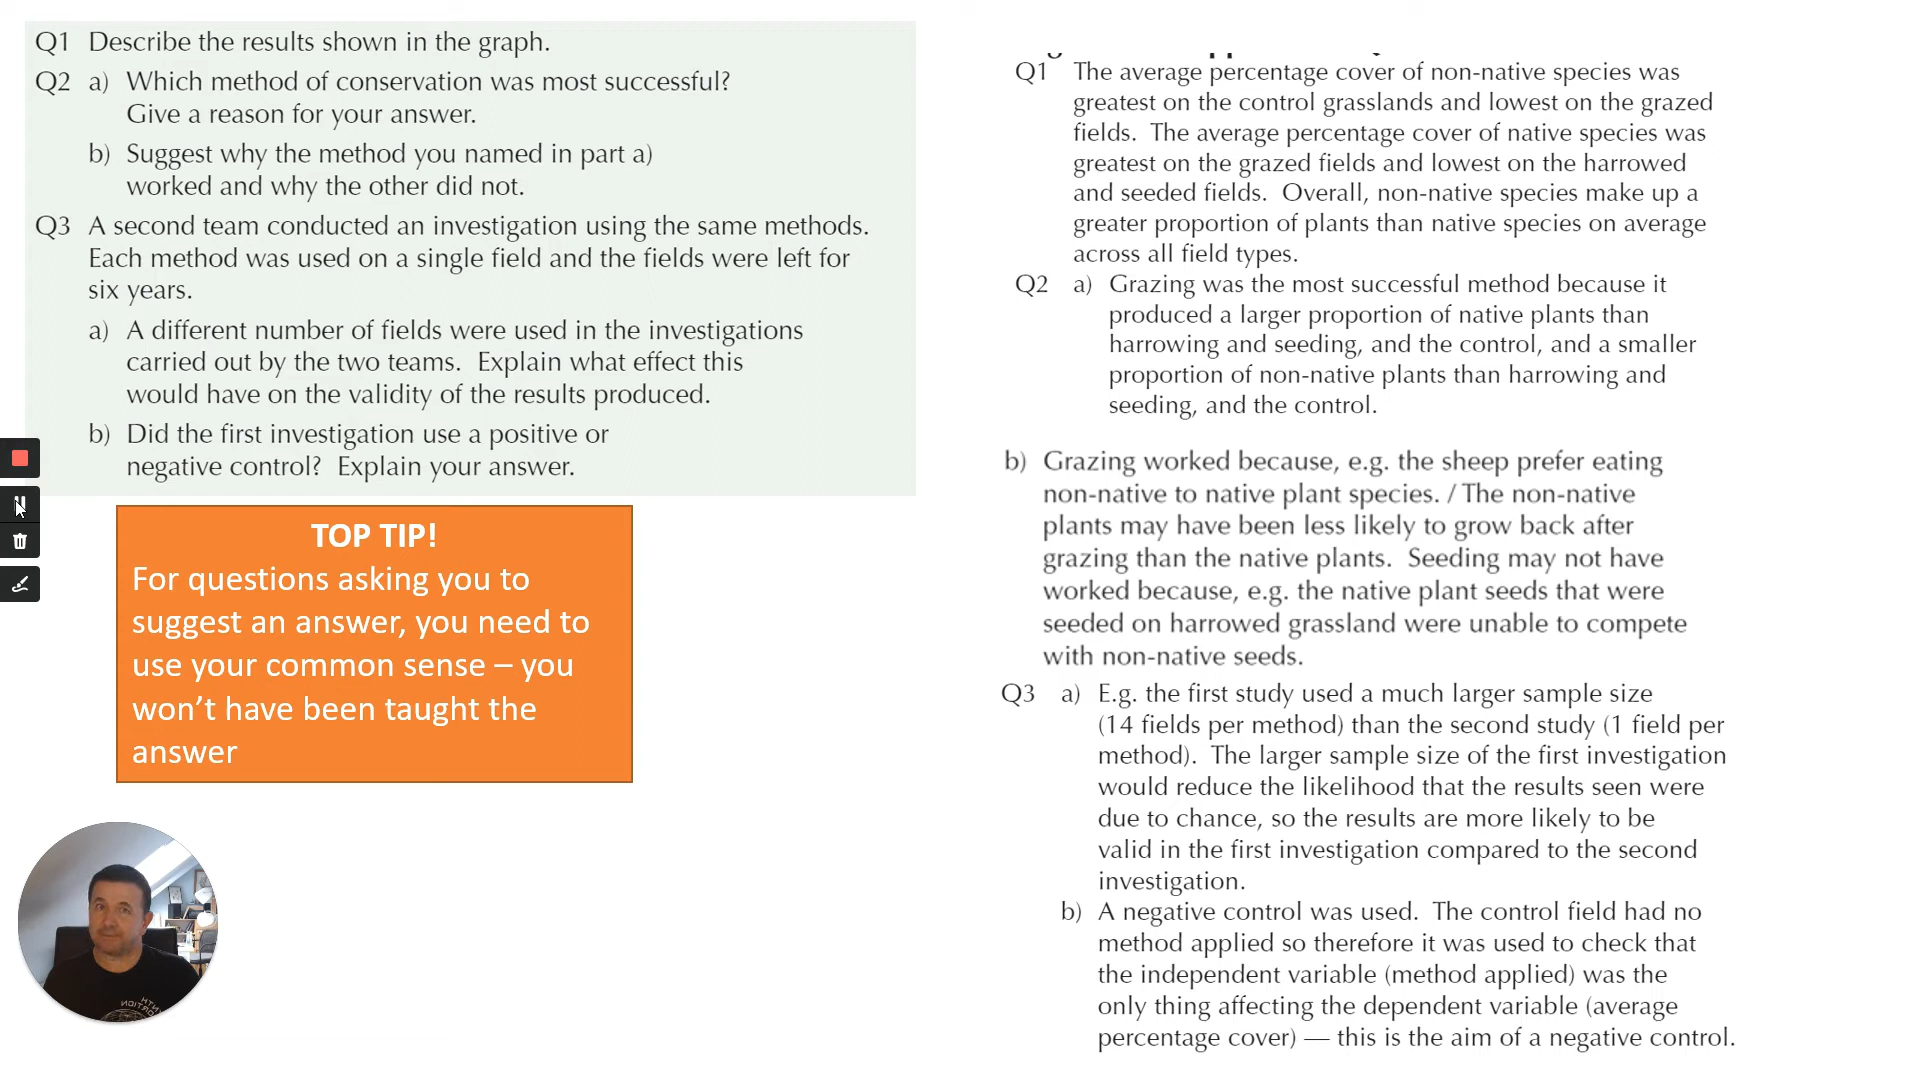 Q1 Describe the results shown in the graph.
Q2 a) Which method of conservation was most successful?
Give a reason for your answer.
b) Suggest why the method you named in part a)
worked and why the other did not.
Q3 A second team conducted an investigation using the same methods.
Each method was used on a single field and the fields were left for
six years.
a) A different number of fields were used in the investigations
carried out by the two teams. Explain what effect this
would have on the validity of the results produced.
b) Did the first investigation use a positive or
negative control? Explain your answer.
TOP TIP!
For questions asking you to
suggest an answer, you need to
use your common sense – you
won't have been taught the
answer
Q1 The average percentage cover of non-native species was
greatest on the control grasslands and lowest on the grazed
fields. The average percentage cover of native species was
greatest on the grazed fields and lowest on the harrowed
and seeded fields. Overall, non-native species make up a
greater proportion of plants than native species on average
across all field types.
Q2 a) Grazing was the most successful method because it
produced a larger proportion of native plants than
harrowing and seeding, and the control, and a smaller
proportion of non-native plants than harrowing and
seeding, and the control.
b) Grazing worked because, e.g. the sheep prefer eating
non-native to native plant species. / The non-native
plants may have been less likely to grow back after
grazing than the native plants. Seeding may not have
worked because, e.g. the native plant seeds that were
seeded on harrowed grassland were unable to compete
with non-native seeds.
Q3 a) E.g. the first study used a much larger sample size
(14 fields per method) than the second study (1 field per
method). The larger sample size of the first investigation
would reduce the likelihood that the results seen were
due to chance, so the results are more likely to be
valid in the first investigation compared to the second
investigation.
b) A negative control was used. The control field had no
method applied so therefore it was used to check that
the independent variable (method applied) was the
only thing affecting the dependent variable (average
percentage cover) — this is the aim of a negative control.